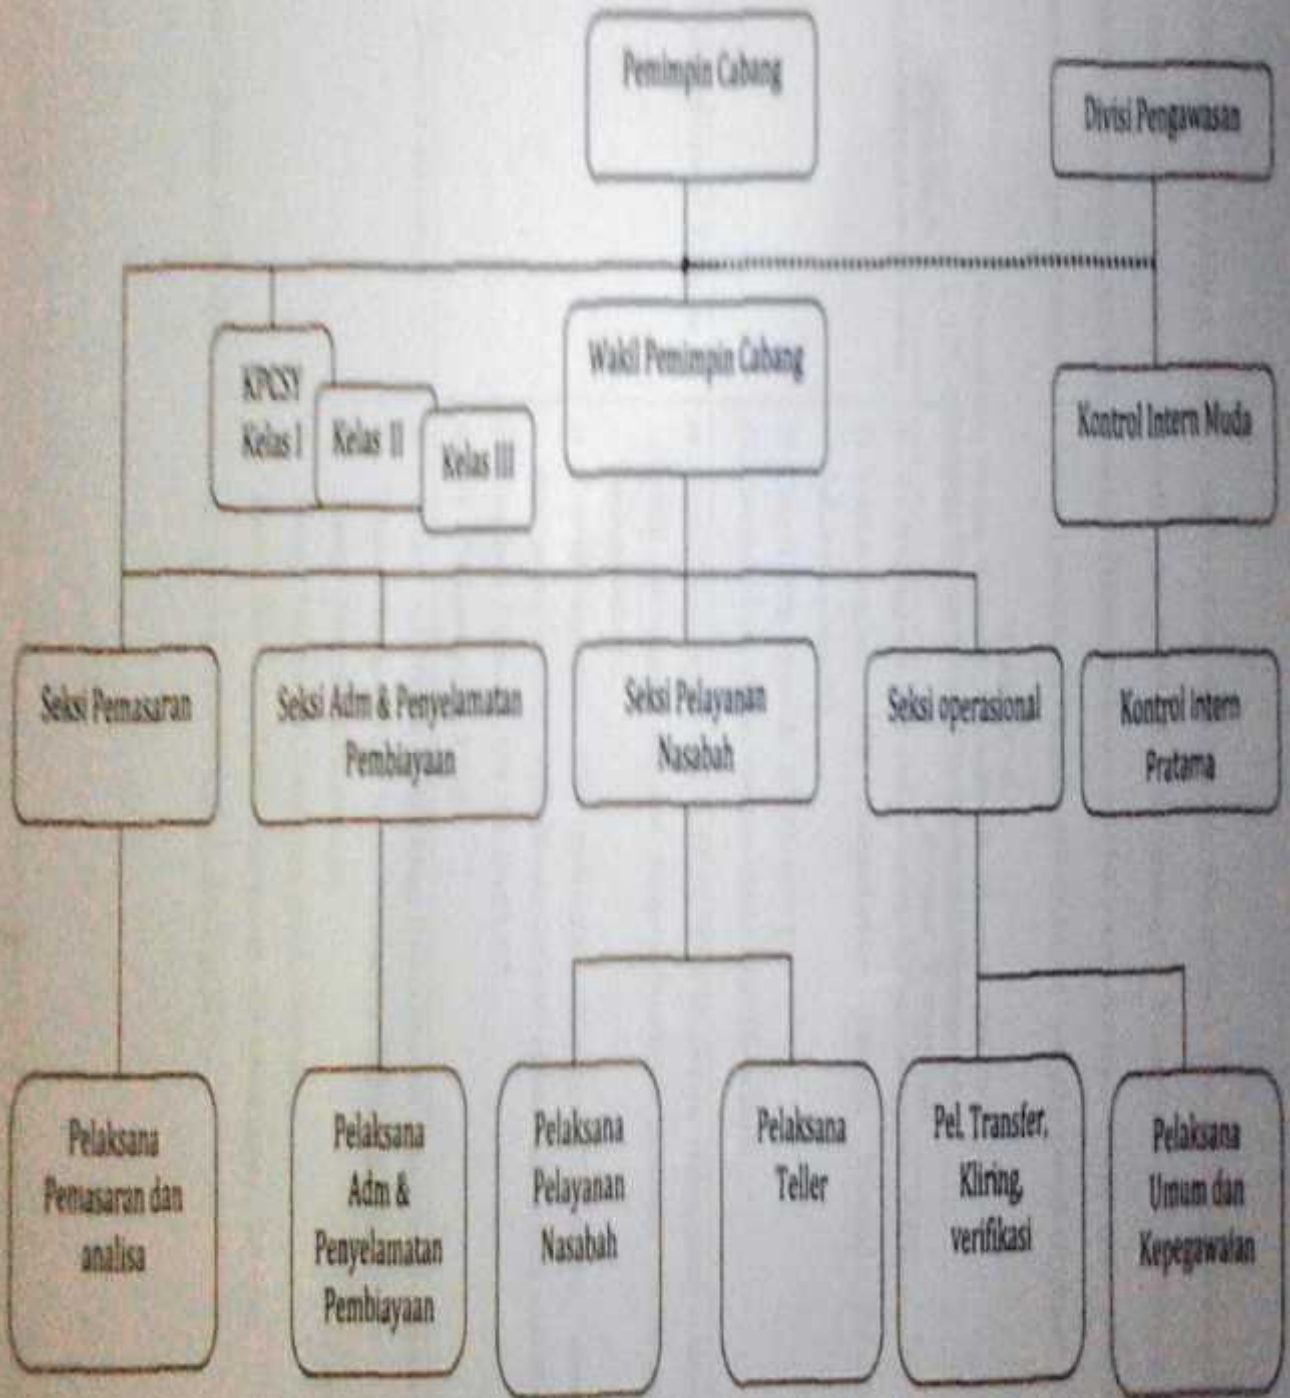 Pemimpin Cabang
Divisi Pengawasan
KPCSY
Kelas I
Kelas II
Kelas III
Wakil Pemimpin Cabang
Kontrol Intern Muda
Seksi Pemasaran
Seksi Adm & Penyelamatan
Pembiayaan
Seksi Pelayanan
Nasabah
Seksi operasional
Kontrol Intern
Pratama
Pelaksana
Pemasaran dan
analisa
Pelaksana
Adm &
Penyelamatan
Pembiayaan
Pelaksana
Pelayanan
Nasabah
Pelaksana
Teller
Pel. Transfer,
Kliring,
verifikasi
Pelaksana
Umum dan
Kepegawaian